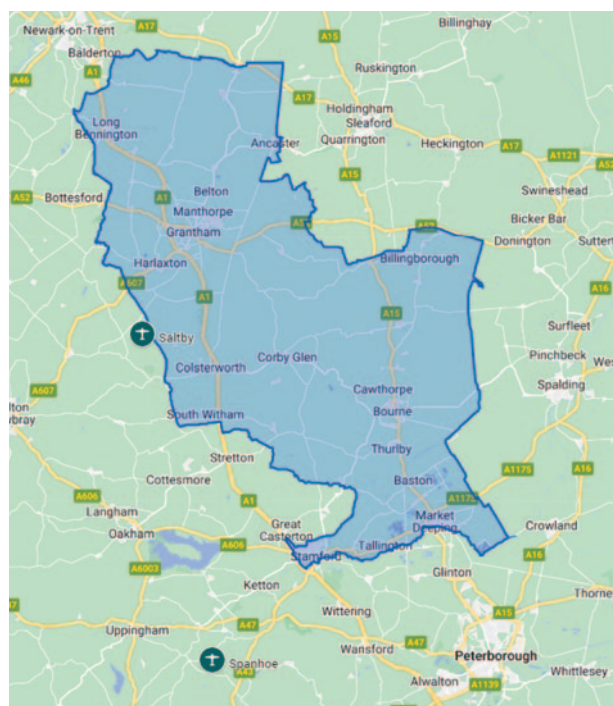 Newark-on-Trent
Balderton
A1
A46
A17
A15
Billinghay
Ruskington
A17
Holdingham
Sleaford
Quarrington
Heckington
A17
A1121
A52
Long
Bennington
Ancaster
A15
Swineshead
A52
Bottesford
A1
Belton
Manthorpe
Grantham
Bicker Bar
Donington
Sutter
Harlaxton
A607
Billingborough
A16
A1
A15
Saltby
Surfleet
Pinchbeck
Wes
Colsterworth
Corby Glen
Spalding
A607
Cawthorpe
Bourne
South Witham
Thurlby
Stretton
A1175
A16
Cottesmore
Baston
A606
A1
Langham
Oakham
Great
Casterton
Market
Deeping
Crowland
A606
Stamford
Tallington
A16
A6003
Ketton
Glinton
Thorne
Wittering
A15
A47
Uppingham
Wansford
A47
Peterborough
Spanhoe
A43
Whittlesey
Alwalton
A1139